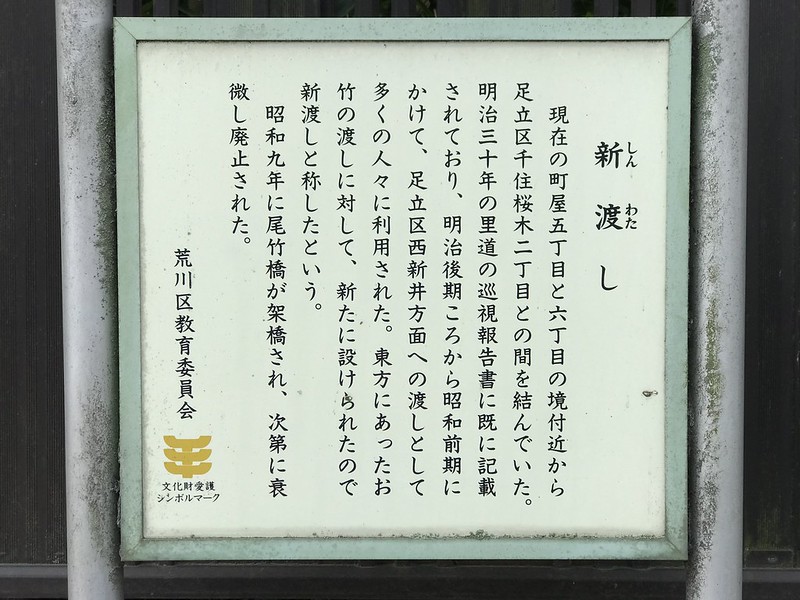 新渡し
しん わた
現在の町屋五丁目と六丁目の境付近から
足立区千住桜木二丁目との間を結んでいた。
明治三十年の里道の巡視報告書に既に記載
されており、明治後期ころから昭和前期に
かけて、足立区西新井方面への渡しとして
多くの人々に利用された。東方にあったお
竹の渡しに対して、新たに設けられたので
新渡しと称したという。
昭和九年に尾竹橋が架橋され、次第に衰
微し廃止された。
荒川区教育委員会
文化財愛護
シンボルマーク